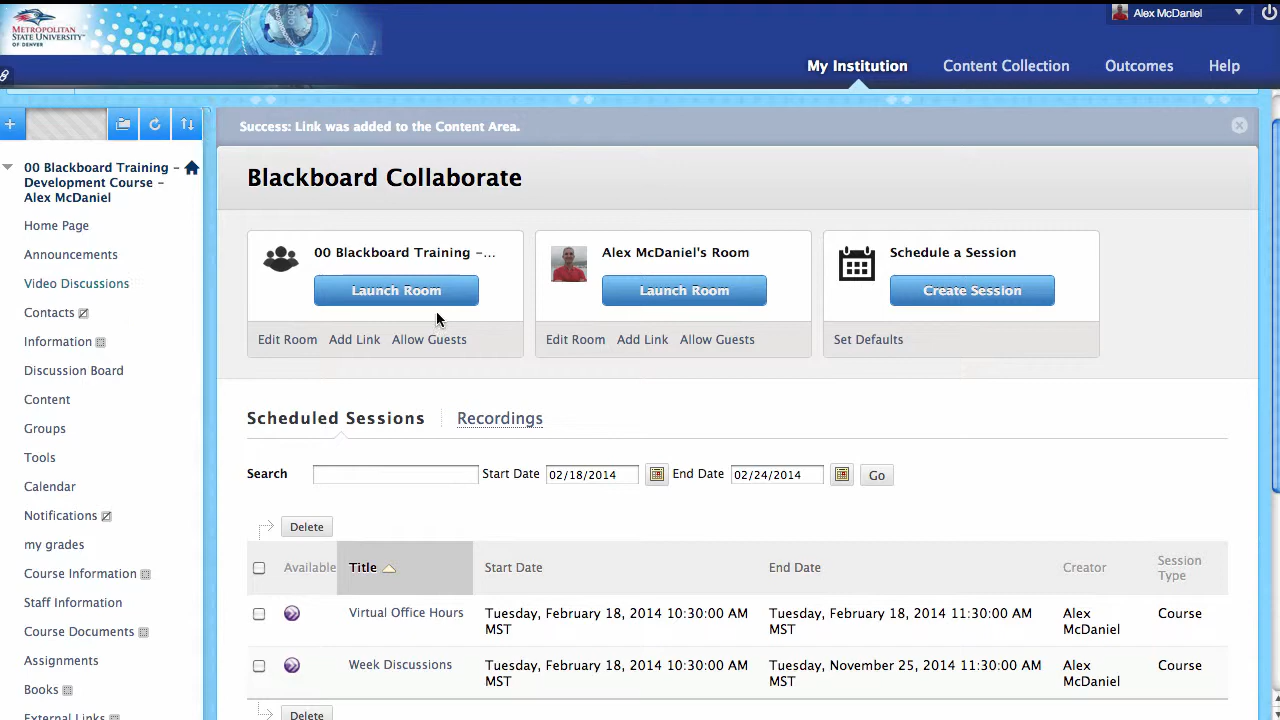 METROPOLITAN
STATE UNIVERSITY
OF DENVER
Alex McDaniel
My Institution
Content Collection
Outcomes
Help
Success: Link was added to the Content Area.
00 Blackboard Training –
Development Course –
Alex McDaniel
Home Page
Announcements
Video Discussions
Contacts
Information
Discussion Board
Content
Groups
Tools
Calendar
Notifications
my grades
Course Information
Staff Information
Course Documents
Assignments
Books
External Links
Blackboard Collaborate
00 Blackboard Training –...
Launch Room
Edit Room Add Link Allow Guests
Alex McDaniel's Room
Launch Room
Edit Room Add Link Allow Guests
Schedule a Session
Create Session
Set Defaults
Scheduled Sessions Recordings
Search Start Date 02/18/2014 End Date 02/24/2014 Go
Delete
Available Title Start Date End Date Creator Session
Type
Virtual Office Hours Tuesday, February 18, 2014 10:30:00 AM Tuesday, February 18, 2014 11:30:00 AM Alex Course
MST MST McDaniel
Week Discussions Tuesday, February 18, 2014 10:30:00 AM Tuesday, November 25, 2014 11:30:00 AM Alex Course
MST MST McDaniel
Delete